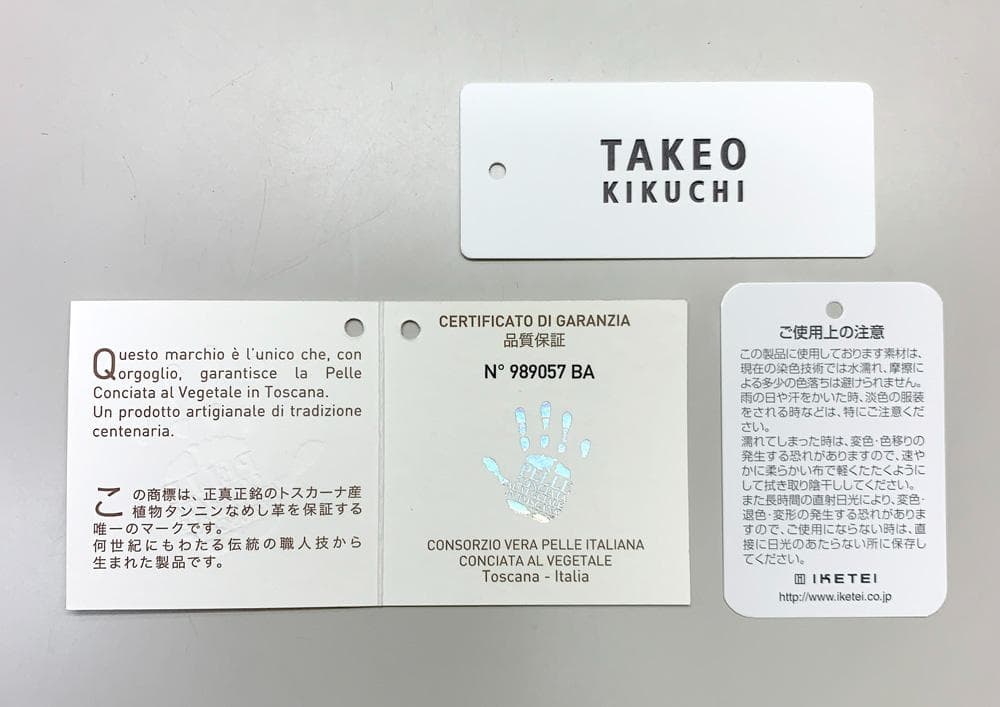 TAKEO
KIKUCHI
Questo marchio è l'unico che, con
orgoglio, garantisce la Pelle
Conciata al Vegetale in Toscana.
Un prodotto artigianale di tradizione
centenaria.
この商標は、正真正銘のトスカーナ産
植物タンニンなめし革を保証する
唯一のマークです。
何世紀にもわたる伝統の職人技から
生まれた製品です。
CERTIFICATO DI GARANZIA
品質保証
N° 989057 BA
CONSORZIO VERA PELLE ITALIANA
CONCIATA AL VEGETALE
Toscana - Italia
ご使用上の注意
この製品に使用しております素材は、
現在の染色技術では水濡れ、摩擦に
よる多少の色落ちは避けられません。
雨の日や汗をかいた時、淡色の服装
をされる時などは、特にご注意くだ
さい。
濡れてしまった時は、変色・色移りの
発生する恐れがありますので、速や
かに柔らかい布で軽くたたくように
して拭き取り陰干ししてください。
また長時間の直射日光により、変色・
退色・変形の発生する恐れがありま
すので、ご使用にならない時は、直
接に日光のあたらない所に保存し
てください。
IKETEI
http://www.iketei.co.jp